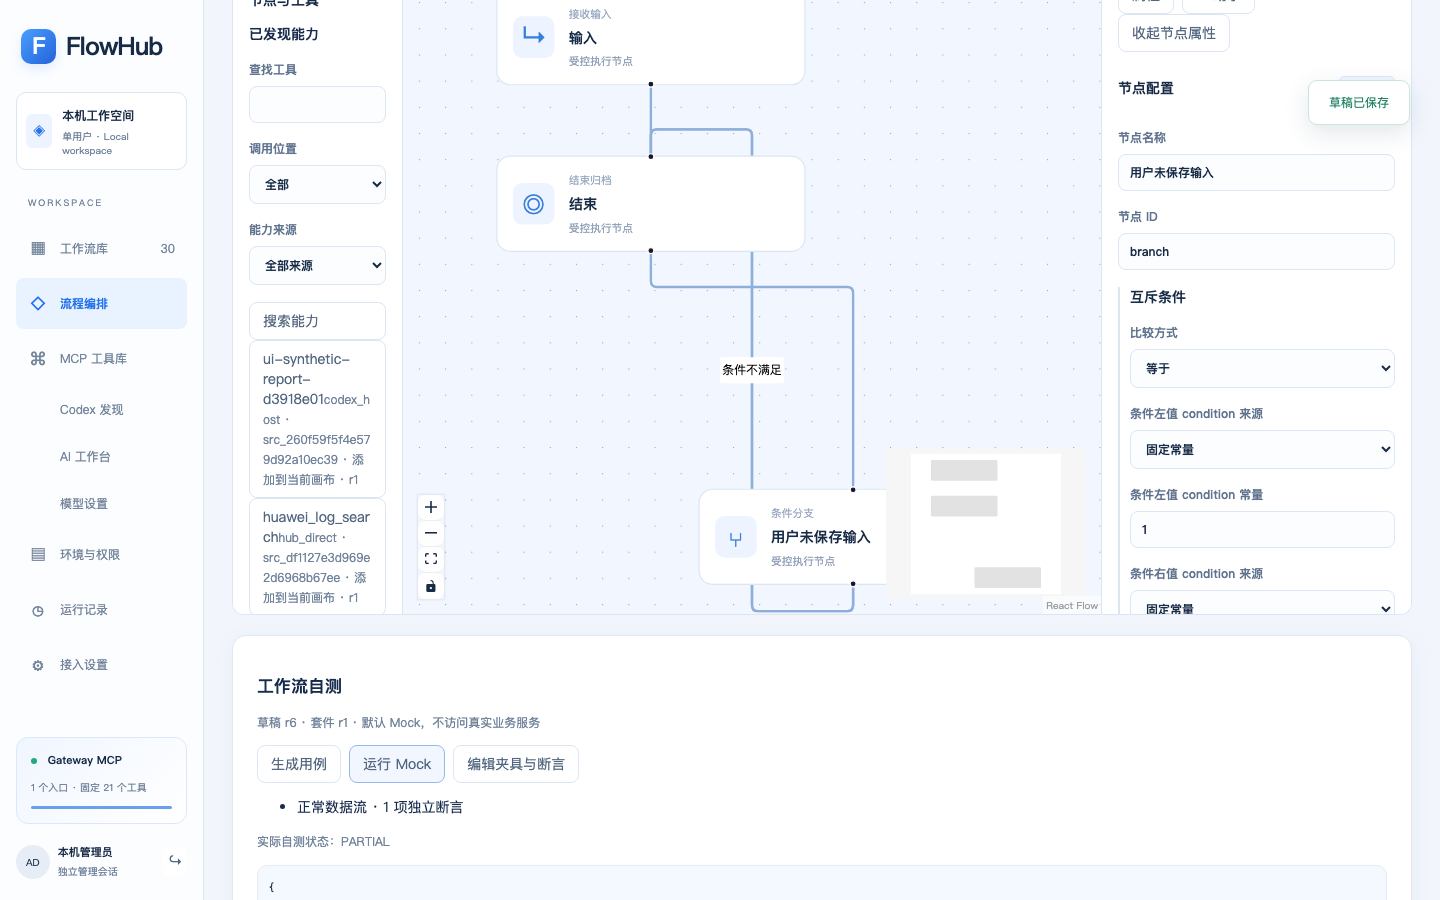 F FlowHub
本机工作空间
单用户 · Local
workspace
WORKSPACE
工作流库 30
流程编排
MCP 工具库
Codex 发现
AI 工作台
模型设置
环境与权限
运行记录
接入设置
Gateway MCP
1 个入口 · 固定 21 个工具
AD
本机管理员
独立管理会话
已发现能力
查找工具
调用位置
全部
能力来源
全部来源
搜索能力
ui-synthetic-
report-
d3918e01codex_h
ost ·
src_260f59f5f4e57
9d92a10ec39 · 添
加到当前画布 · r1
huawei_log_sear
chhub_direct ·
src_df1127e3d969e
2d6968b67ee · 添
加到当前画布 · r1
接收输入
输入
受控执行节点
结束归档
结束
受控执行节点
条件不满足
条件分支
用户未保存输入
受控执行节点
React Flow
收起节点属性
节点配置
草稿已保存
节点名称
用户未保存输入
节点 ID
branch
互斥条件
比较方式
等于
条件左值 condition 来源
固定常量
条件左值 condition 常量
1
条件右值 condition 来源
固定常量
工作流自测
草稿 r6 · 套件 r1 · 默认 Mock，不访问真实业务服务
生成用例
运行 Mock
编辑夹具与断言
正常数据流 · 1 项独立断言
实际自测状态：PARTIAL
{